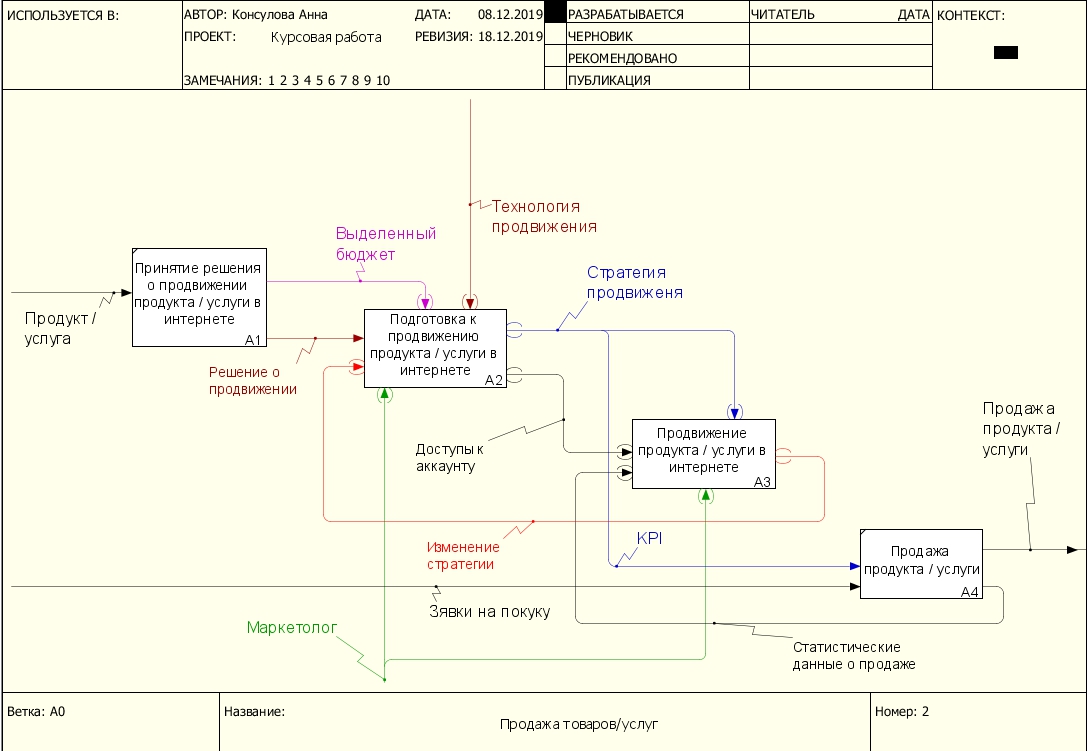 ИСПОЛЬЗУЕТСЯ В:
АВТОР: Консулова Анна
ДАТА: 08.12.2019
ПРОЕКТ: Курсовая работа
РЕВИЗИЯ: 18.12.2019
ЗАМЕЧАНИЯ: 1 2 3 4 5 6 7 8 9 10
РАЗРАБАТЫВАЕТСЯ
ЧЕРНОВИК
РЕКОМЕНДОВАНО
ПУБЛИКАЦИЯ
ЧИТАТЕЛЬ
ДАТА
КОНТЕКСТ:
Технология
продвижения
Выделенный
бюджет
Принятие решения
о продвижении
продукта / услуги в
интернете
A1
Продукт /
услуга
Решение о
продвижении
Стратегия
продвиженя
Подготовка к
продвижению
продукта / услуги в
интернете
A2
Доступы к
аккаунту
Продвижение
продукта / услуги в
интернете
A3
Продажа
продукта /
услуги
Изменение
стратегии
KPI
Продажа
продукта / услуги
A4
Зявки на покуку
Маркетолог
Статистические
данные о продаже
Ветка: A0
Название:
Продажа товаров/услуг
Номер: 2